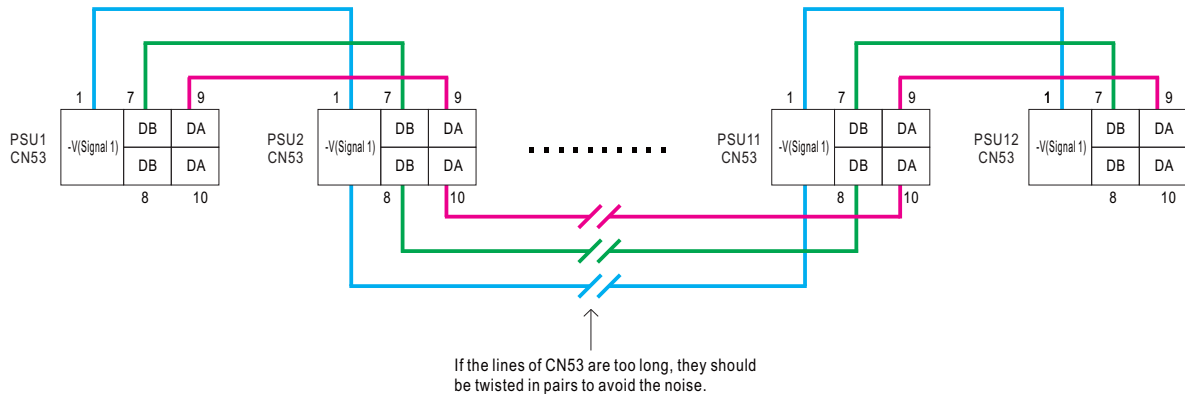 1 7 9 1 7 9 1 7 9 1 7 9
PSU1 CN53 -V(Signal 1) DB DA DB DA
PSU2 CN53 -V(Signal 1) DB DA DB DA
PSU11 CN53 -V(Signal 1) DB DA DB DA
PSU12 CN53 -V(Signal 1) DB DA DB DA
8 10 8 10 8 10 8 10
If the lines of CN53 are too long, they should
be twisted in pairs to avoid the noise.